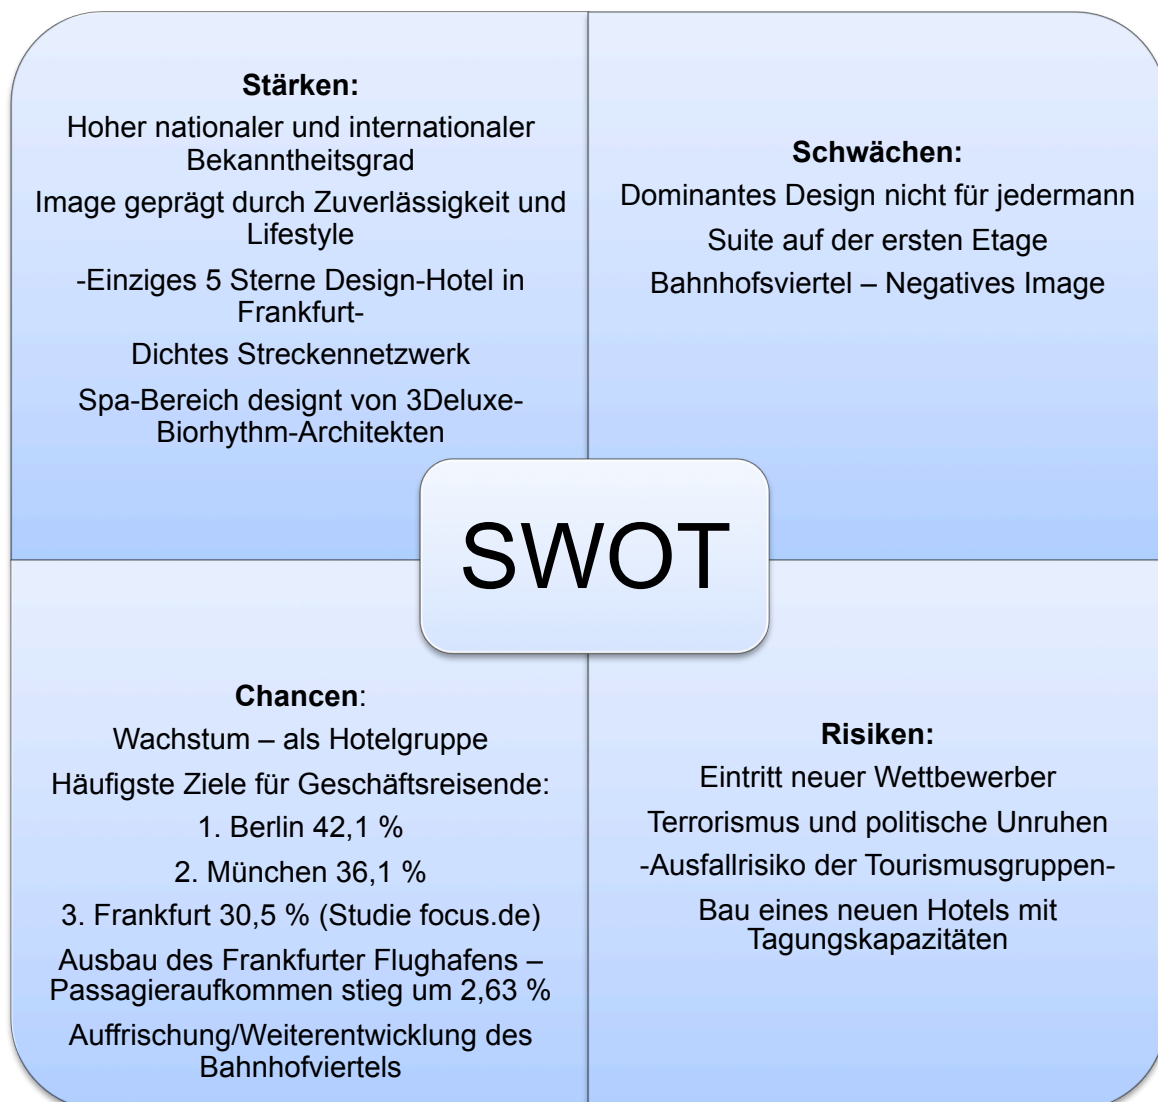 Stärken:
Hoher nationaler und internationaler
Bekanntheitsgrad
Image geprägt durch Zuverlässigkeit und
Lifestyle
-Einziges 5 Sterne Design-Hotel in
Frankfurt-
Dichtes Streckennetzwerk
Spa-Bereich designt von 3Deluxe-
Biorhythm-Architekten
Schwächen:
Dominantes Design nicht für jedermann
Suite auf der ersten Etage
Bahnhofsviertel – Negatives Image
SWOT
Chancen:
Wachstum – als Hotelgruppe
Häufigste Ziele für Geschäftsreisende:
1. Berlin 42,1 %
2. München 36,1 %
3. Frankfurt 30,5 % (Studie focus.de)
Ausbau des Frankfurter Flughafens –
Passagieraufkommen stieg um 2,63 %
Auffrischung/Weiterentwicklung des
Bahnhofviertels
Risiken:
Eintritt neuer Wettbewerber
Terrorismus und politische Unruhen
-Ausfallrisiko der Tourismusgruppen-
Bau eines neuen Hotels mit
Tagungskapazitäten